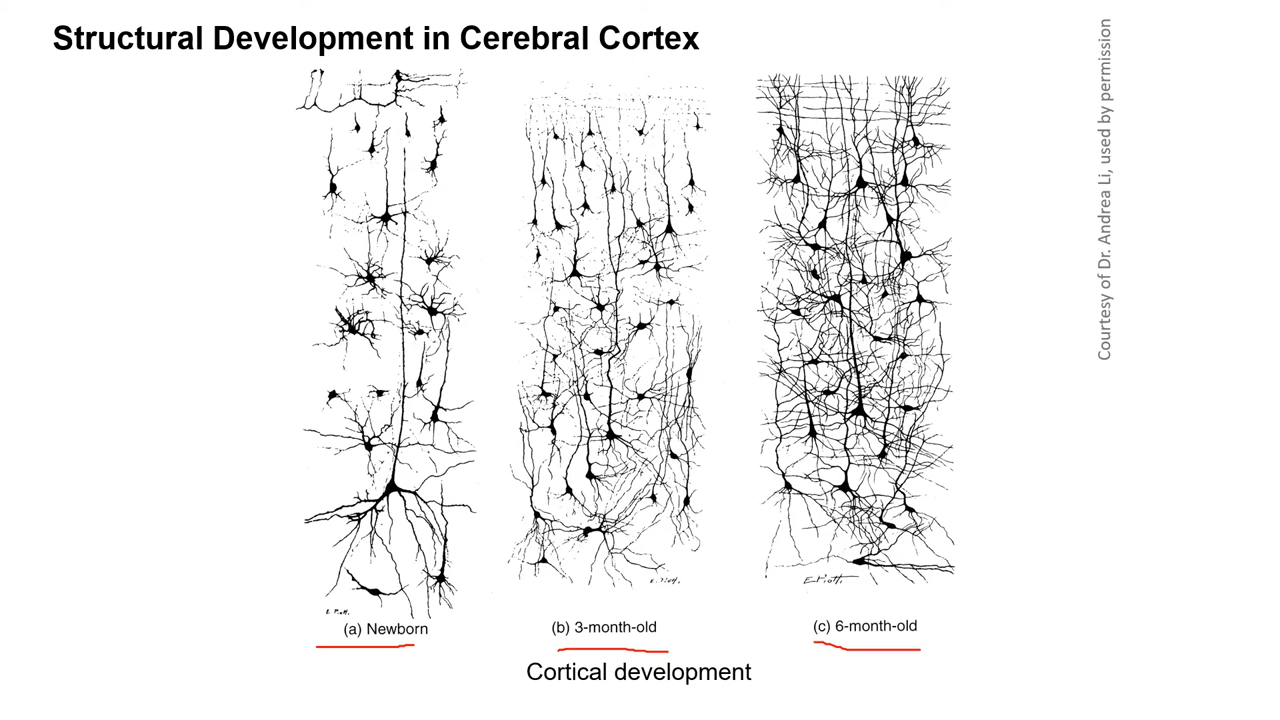 Structural Development in Cerebral Cortex
Courtesy of Dr. Andrea Li, used by permission
(a) Newborn
(b) 3-month-old
(c) 6-month-old
Cortical development